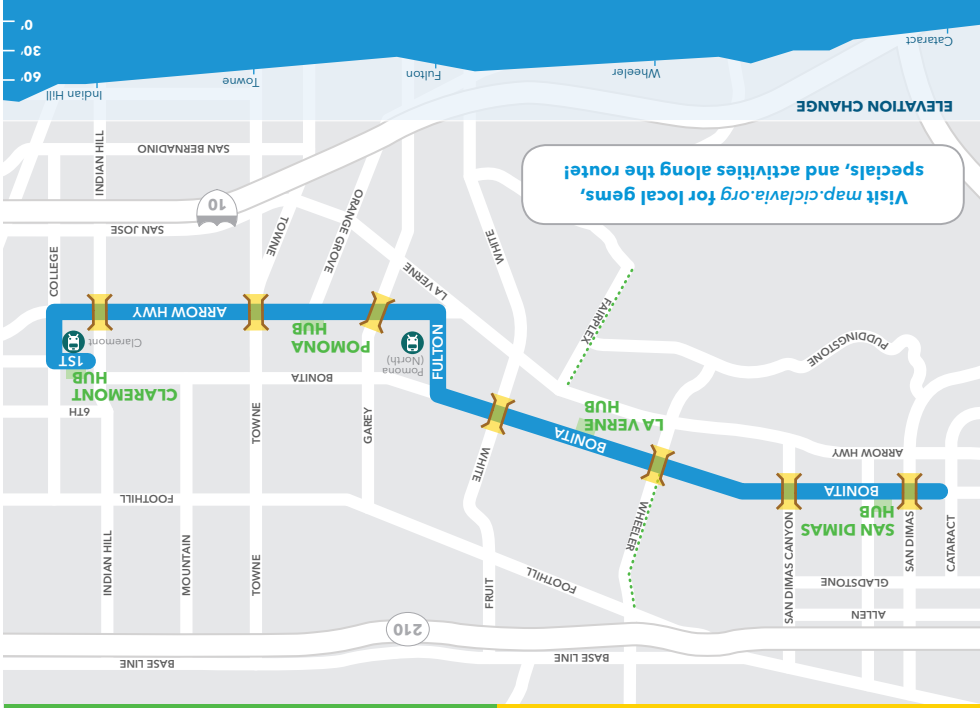 BASE LINE
BASE LINE
210
ALLEN
GLADSTONE
FOOTHILL
FRUIT
TOWNE
MOUNTAIN
INDIAN HILL
CATARACT
SAN DIMAS
SAN DIMAS CANYON
SAN DIMAS
HUB
WHEELER
FOOTHILL
BONITA
ARROW HWY
WHITE
BONITA
LA VERNE
HUB
GAREY
TOWNE
6TH
CLAREMONT
HUB
BONITA
1ST
Claremont
Pomona
(North)
POMONA
HUB
FULTON
PUDDINGSTONE
FAIRPLEX
ARROW HWY
LA VERNE
COLLEGE
WHITE
ORANGE GROVE
TOWNE
SAN JOSE
10
Visit map.ciclavia.org for local gems,
specials, and activities along the route!
INDIAN HILL
SAN BERNADINO
ELEVATION CHANGE
Cataract
Wheeler
Fulton
Towne
Indian Hill
60'
30'
0'